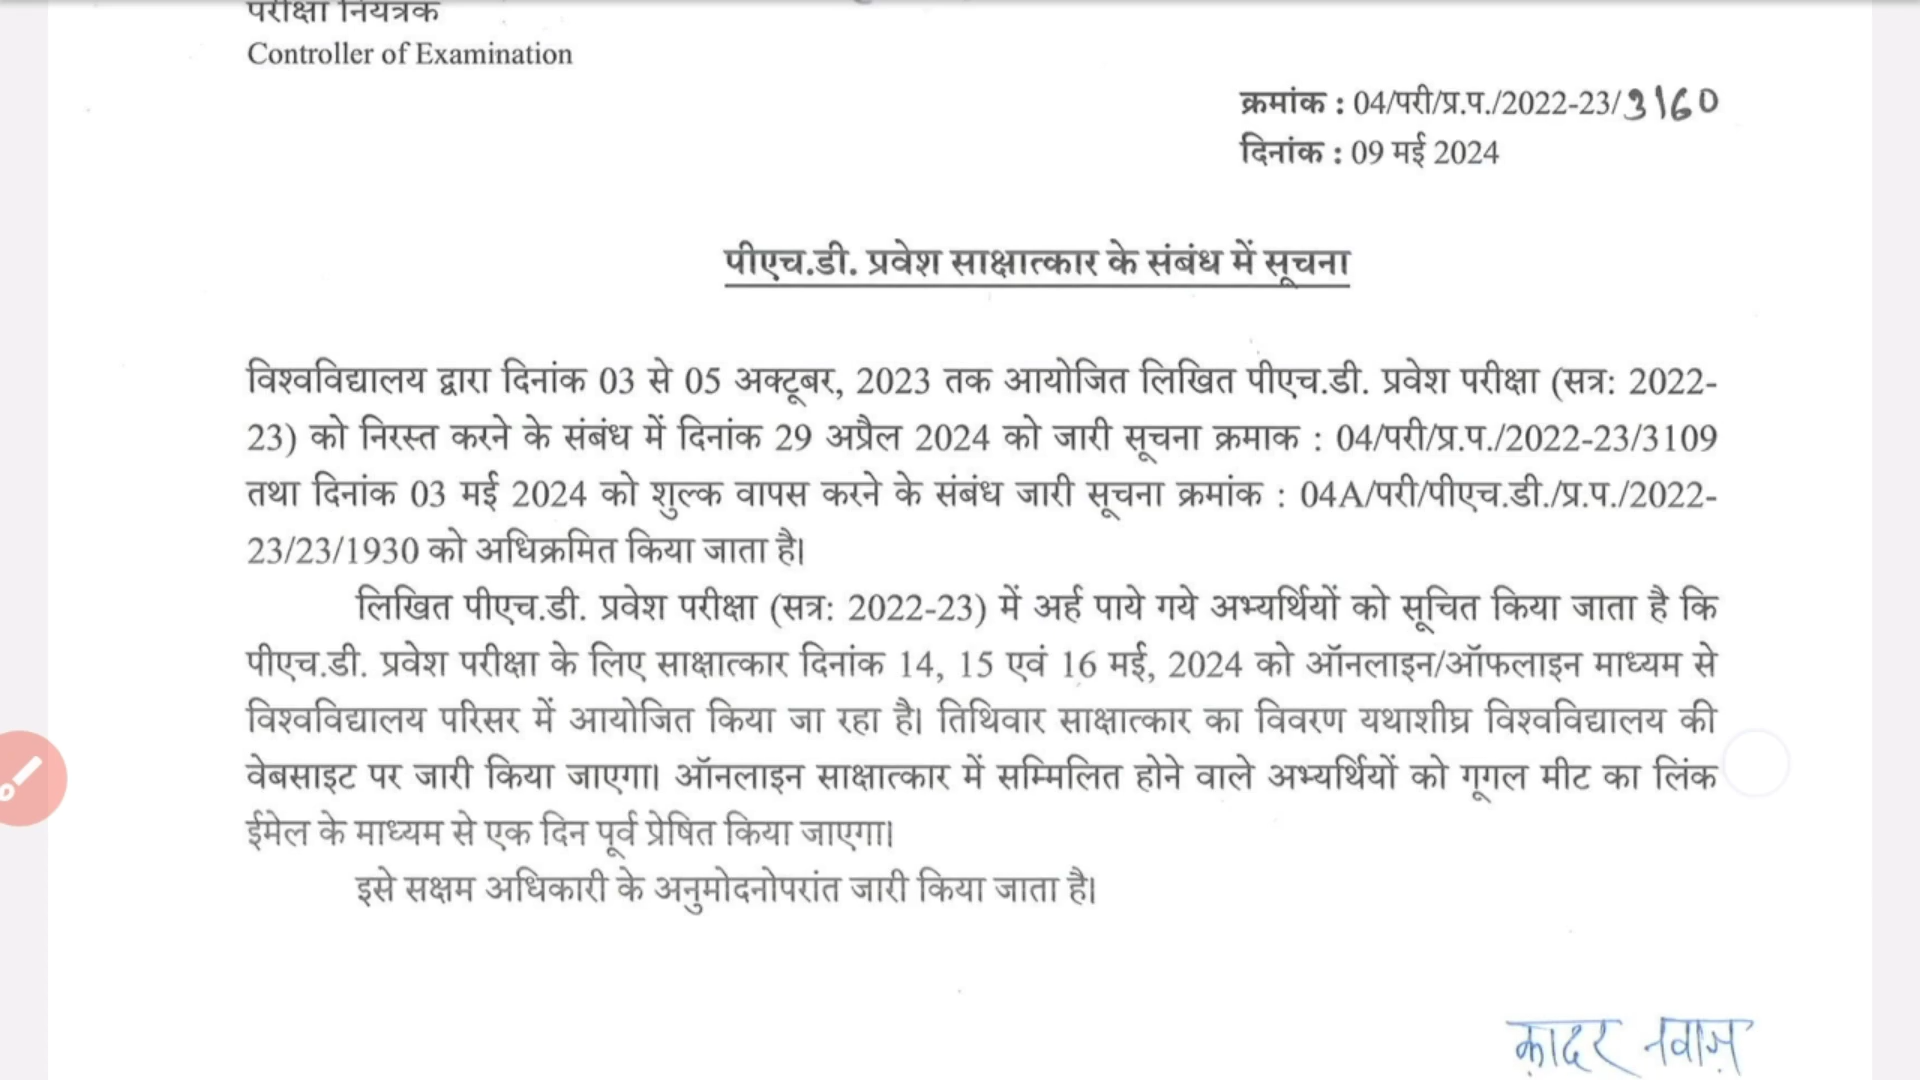 परीक्षा नियंत्रक
Controller of Examination
क्रमांक : 04/परी/प्र.प./2022-23/3160
दिनांक : 09 मई 2024
पीएच.डी. प्रवेश साक्षात्कार के संबंध में सूचना
विश्वविद्यालय द्वारा दिनांक 03 से 05 अक्टूबर, 2023 तक आयोजित लिखित पीएच.डी. प्रवेश परीक्षा (सत्र: 2022-
23) को निरस्त करने के संबंध में दिनांक 29 अप्रैल 2024 को जारी सूचना क्रमाक : 04/परी/प्र.प./2022-23/3109
तथा दिनांक 03 मई 2024 को शुल्क वापस करने के संबंध जारी सूचना क्रमांक : 04A/परी/पीएच.डी./प्र.प./2022-
23/23/1930 को अधिक्रमित किया जाता है।
लिखित पीएच.डी. प्रवेश परीक्षा (सत्र: 2022-23) में अर्ह पाये गये अभ्यर्थियों को सूचित किया जाता है कि
पीएच.डी. प्रवेश परीक्षा के लिए साक्षात्कार दिनांक 14, 15 एवं 16 मई, 2024 को ऑनलाइन/ऑफलाइन माध्यम से
विश्वविद्यालय परिसर में आयोजित किया जा रहा है। तिथिवार साक्षात्कार का विवरण यथाशीघ्र विश्वविद्यालय की
वेबसाइट पर जारी किया जाएगा। ऑनलाइन साक्षात्कार में सम्मिलित होने वाले अभ्यर्थियों को गूगल मीट का लिंक
ईमेल के माध्यम से एक दिन पूर्व प्रेषित किया जाएगा।
इसे सक्षम अधिकारी के अनुमोदनोपरांत जारी किया जाता है।
क़ादर नवाज़